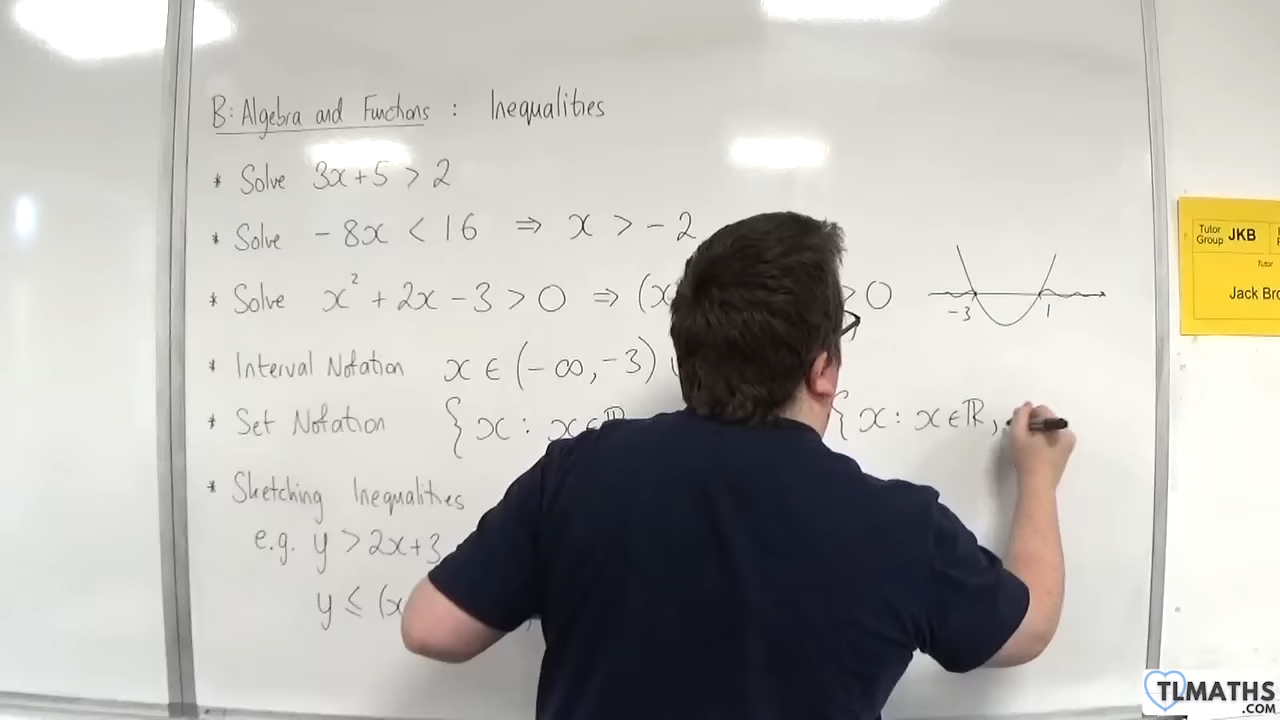 B: Algebra and Functions : Inequalities
* Solve 3x+5 > 2
* Solve -8x < 16 ⇒ x > -2
* Solve x² + 2x - 3 > 0 ⇒ (x > 0
-3 1
* Interval Notation x ∈ (-∞, -3)
* Set Notation { x : x ∈ ℝ { x : x ∈ ℝ,
* Sketching Inequalities
e.g. y > 2x+3
y ≤ (x
Tutor Group JKB
Tutor
Jack
TLMATHS
.COM